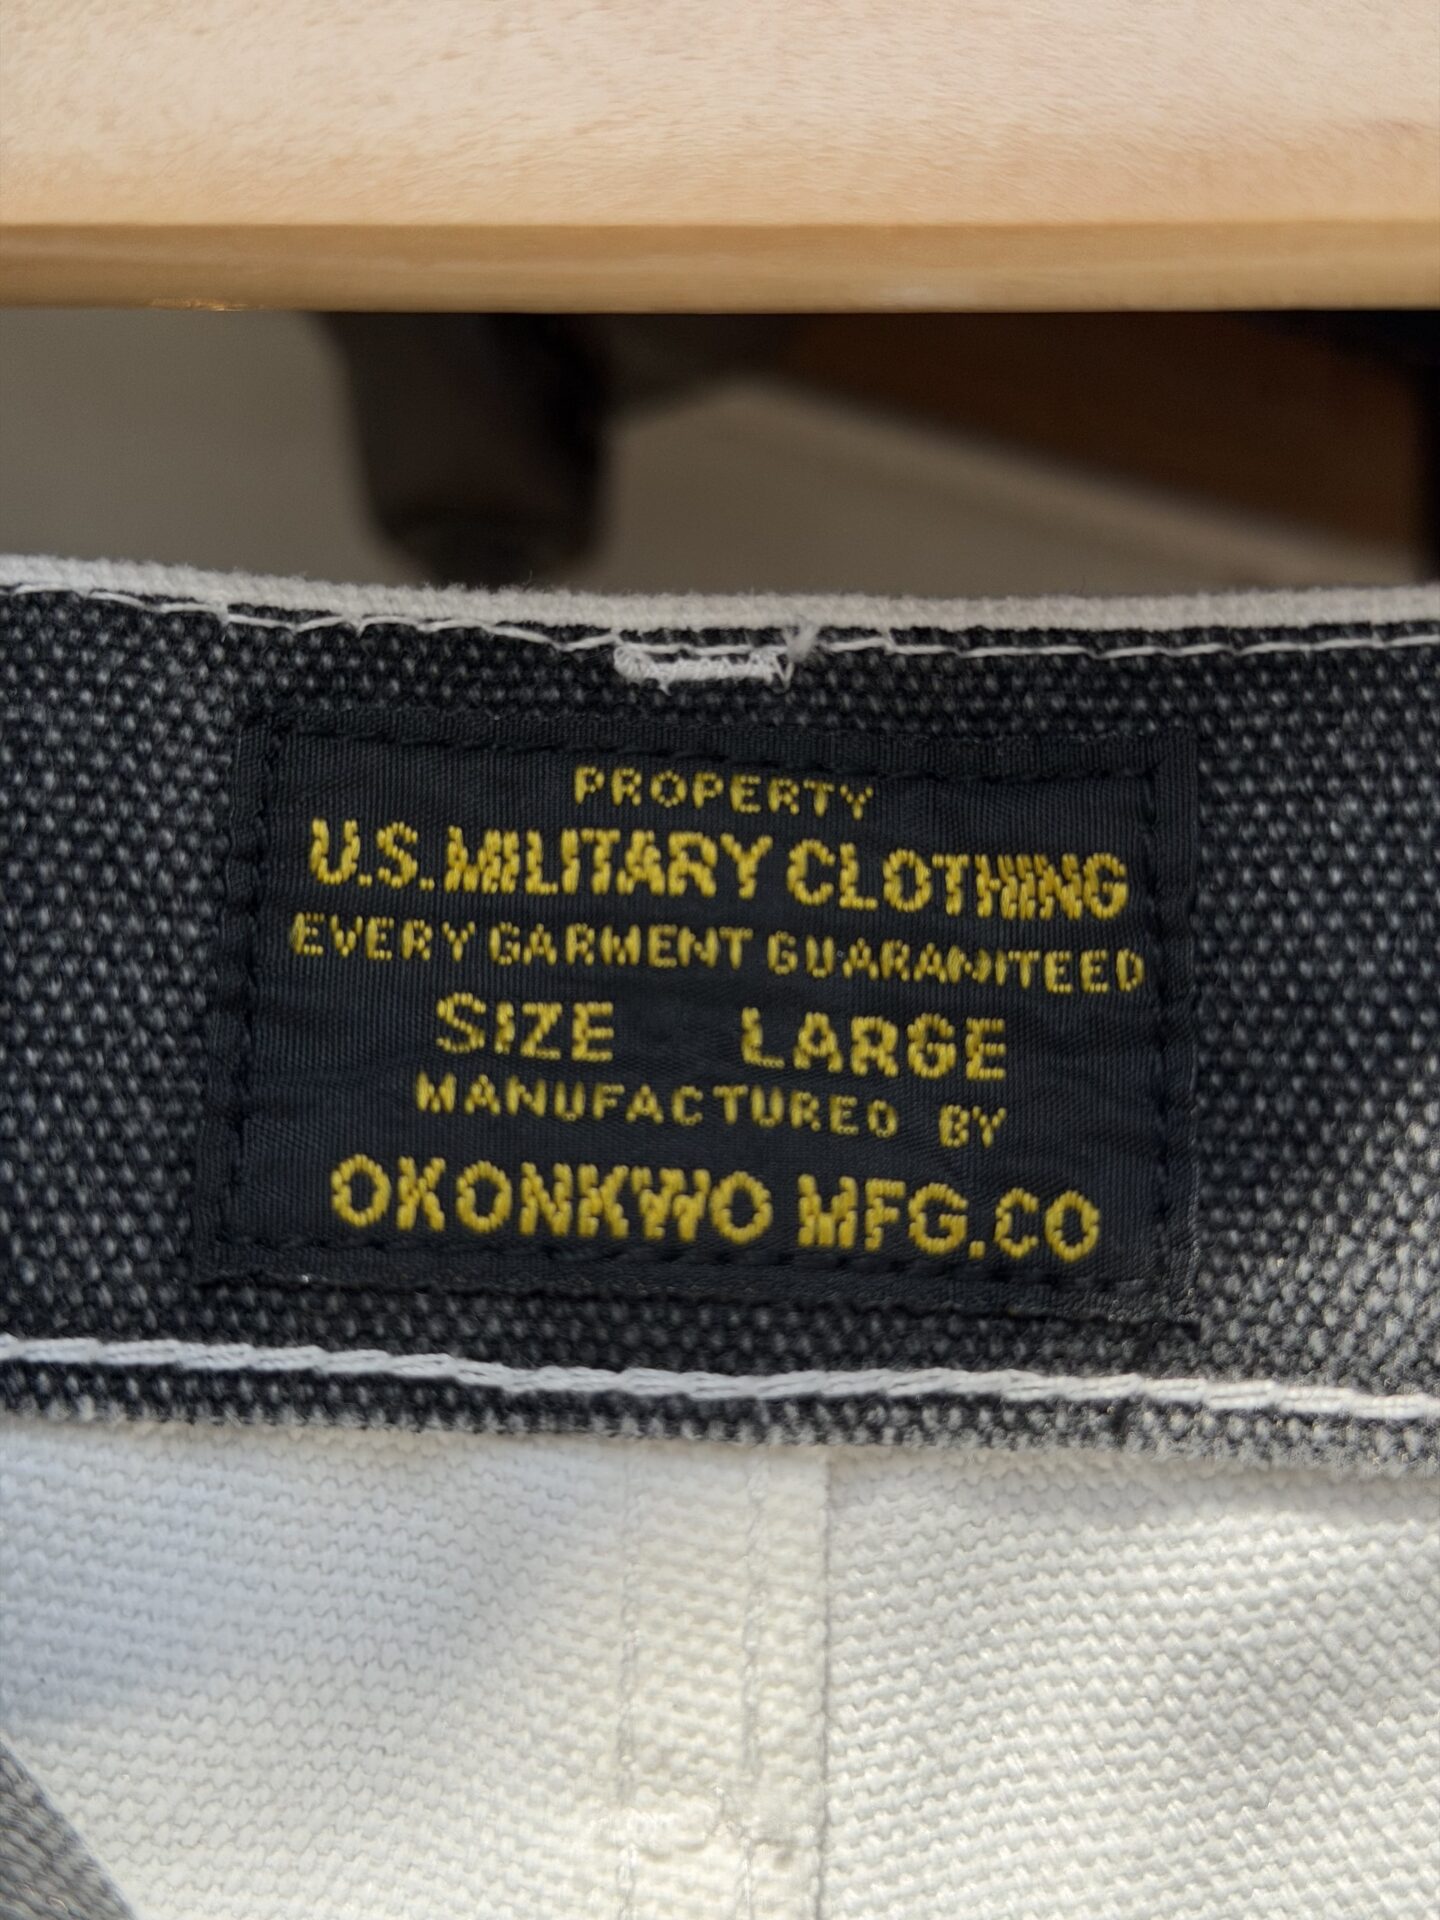 PROPERTY
U.S. MILITARY CLOTHING
EVERY GARMENT GUARANTEED
SIZE LARGE
MANUFACTURED BY
OKONKWO MFG.CO